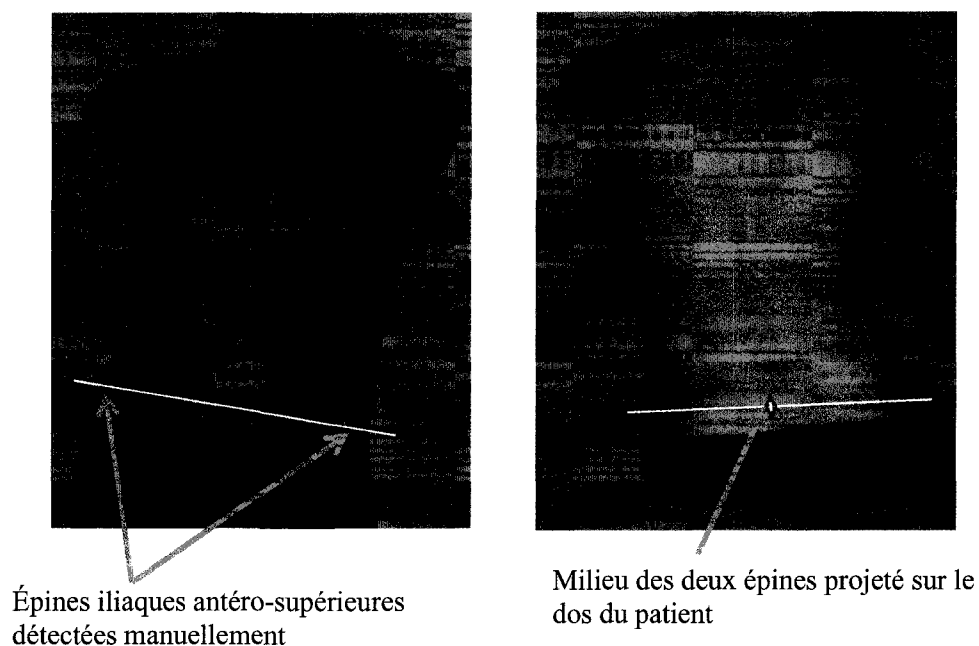 Épines iliaques antéro-supérieures
détectées manuellement
Milieu des deux épines projeté sur le
dos du patient